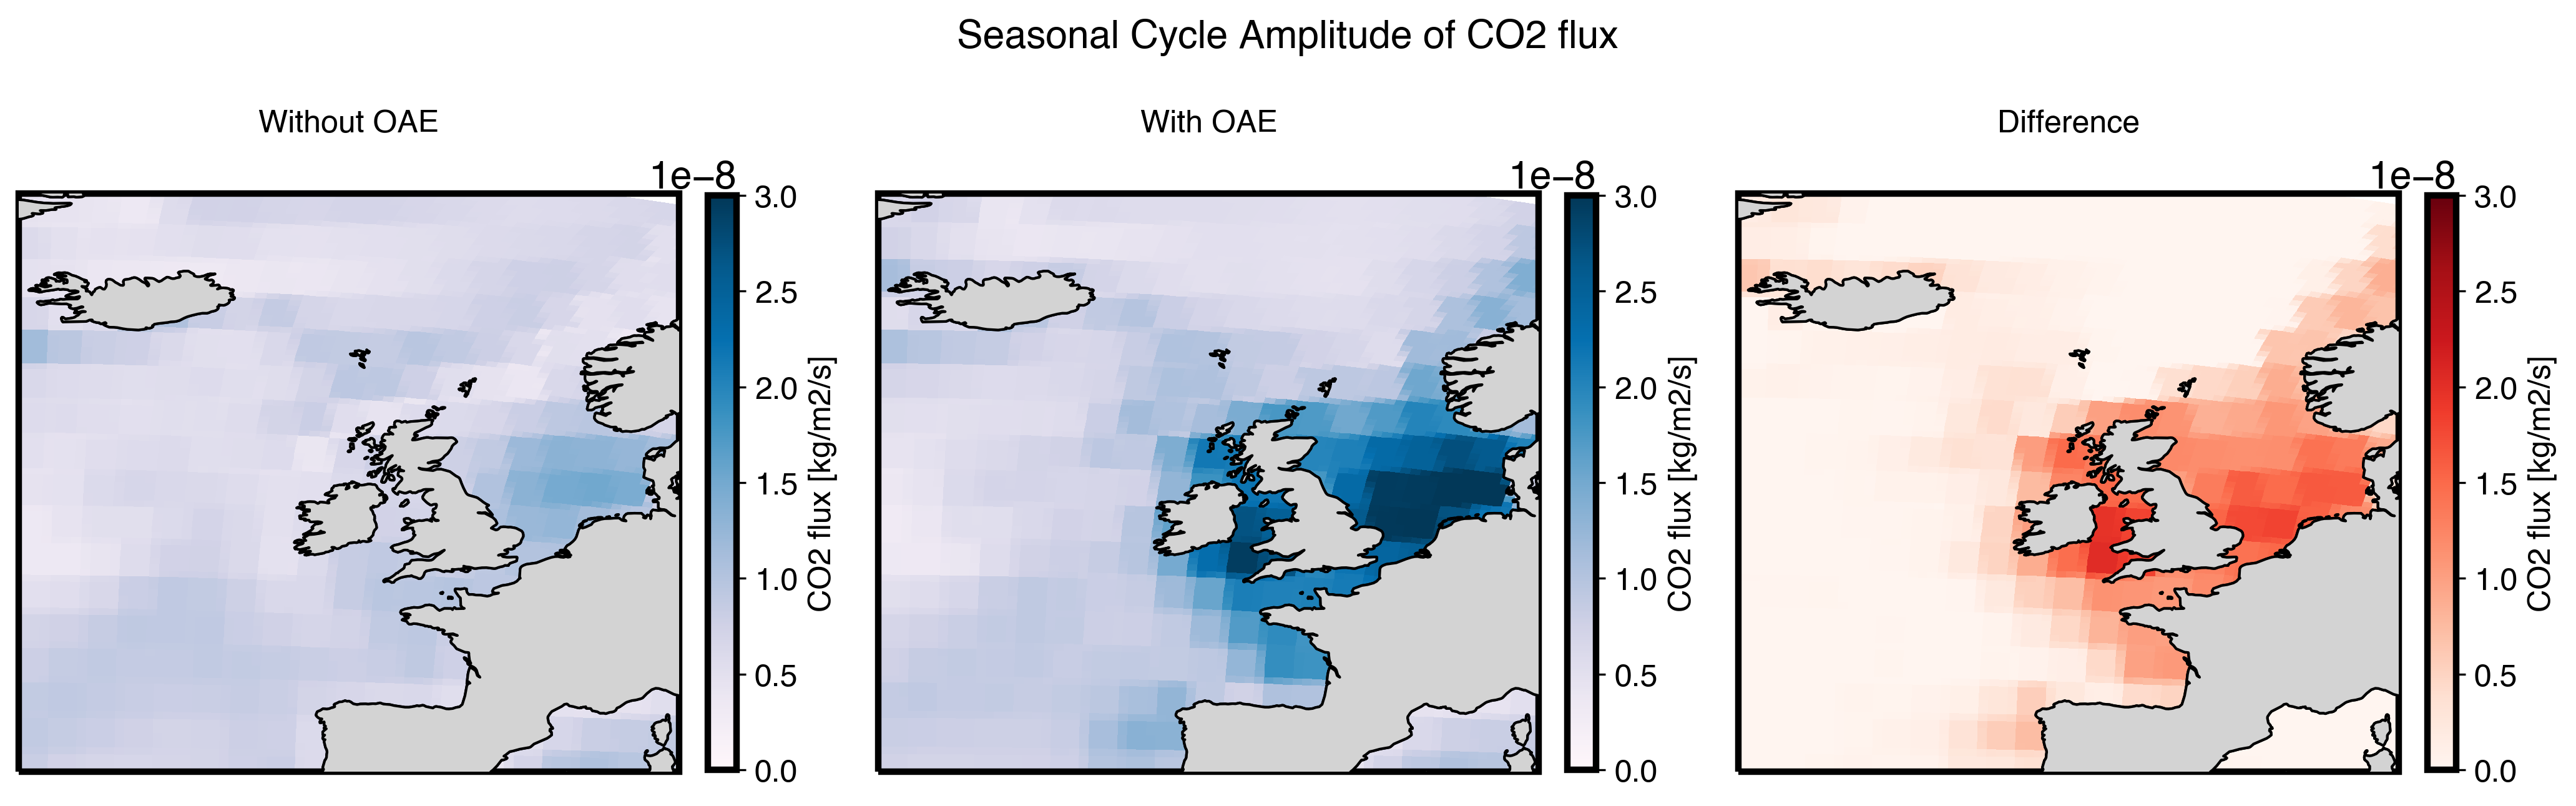 Seasonal Cycle Amplitude of CO2 flux
Without OAE
1e−8
3.0
2.5
2.0
1.5
1.0
0.5
0.0
CO2 flux [kg/m2/s]
With OAE
1e−8
3.0
2.5
2.0
1.5
1.0
0.5
0.0
CO2 flux [kg/m2/s]
Difference
1e−8
3.0
2.5
2.0
1.5
1.0
0.5
0.0
CO2 flux [kg/m2/s]